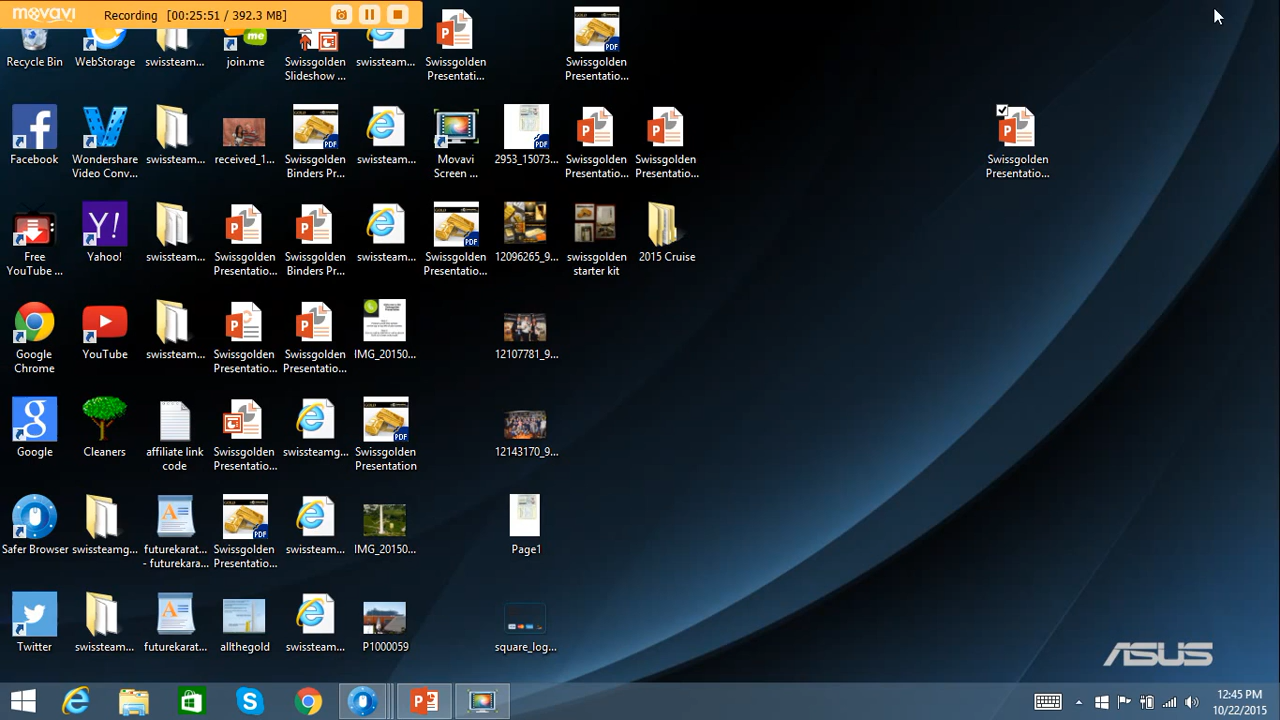 movavi Recording [00:25:51 / 392.3 MB]
Recycle Bin
WebStorage
swissteam...
join.me
Swissgolden
Slideshow ...
swissteam...
Swissgolden
Presentati...
Swissgolden
Presentatio...
Facebook
Wondershare
Video Conv...
swissteam...
received_1...
Swissgolden
Binders Pr...
swissteam...
Movavi
Screen ...
2953_15073...
Swissgolden
Presentatio...
Swissgolden
Presentatio...
Swissgolden
Presentatio...
Free
YouTube ...
Yahoo!
swissteam...
Swissgolden
Presentatio...
Swissgolden
Binders Pr...
swissteam...
Swissgolden
Presentatio...
12096265_9...
swissgolden
starter kit
2015 Cruise
Google
Chrome
YouTube
swissteam...
Swissgolden
Presentatio...
Swissgolden
Presentatio...
IMG_20150...
12107781_9...
Google
Cleaners
affiliate link
code
Swissgolden
Presentatio...
swissteamg...
Swissgolden
Presentation
12143170_9...
Safer Browser
swissteamg...
futurekarat...
- futurekara...
Swissgolden
Presentatio...
swissteam...
IMG_20150...
Page1
Twitter
swissteam...
futurekarat...
allthegold
swissteam...
P1000059
square_log...
ASUS
12:45 PM
10/22/2015